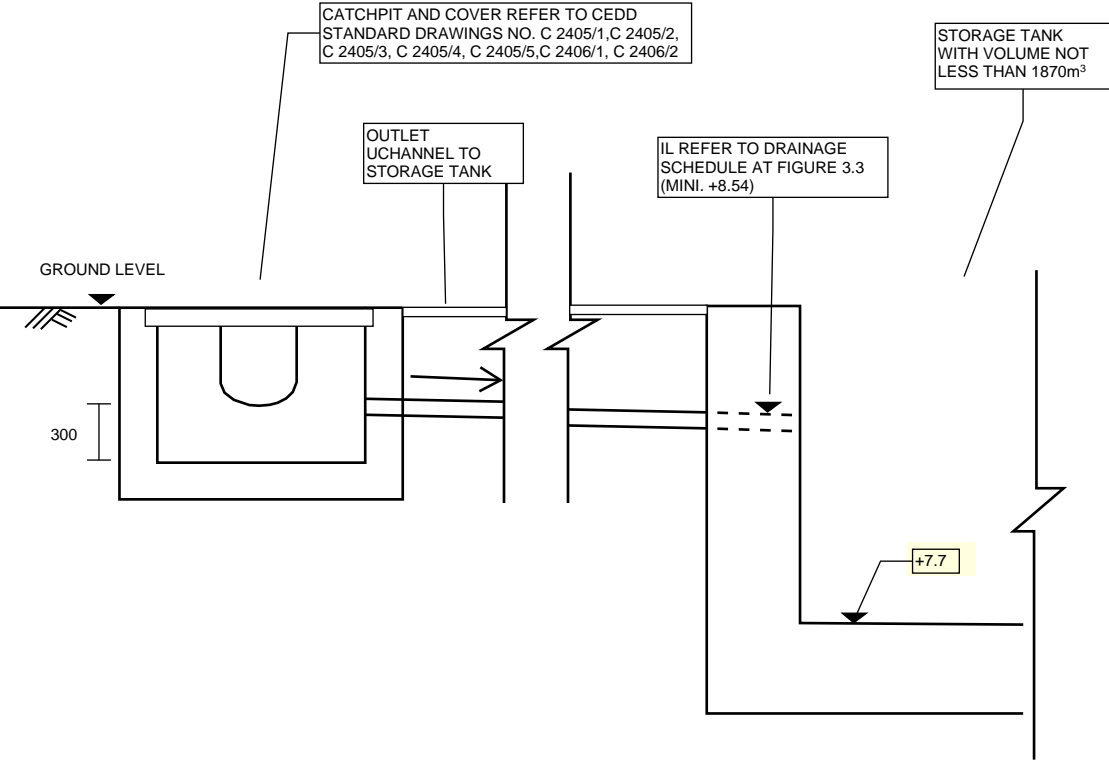 CATCHPIT AND COVER REFER TO CEDD
STANDARD DRAWINGS NO. C 2405/1,C 2405/2,
C 2405/3, C 2405/4, C 2405/5,C 2406/1, C 2406/2
STORAGE TANK
WITH VOLUME NOT
LESS THAN 1870m³
OUTLET
UCHANNEL TO
STORAGE TANK
IL REFER TO DRAINAGE
SCHEDULE AT FIGURE 3.3
(MINI. +8.54)
GROUND LEVEL
300
+7.7